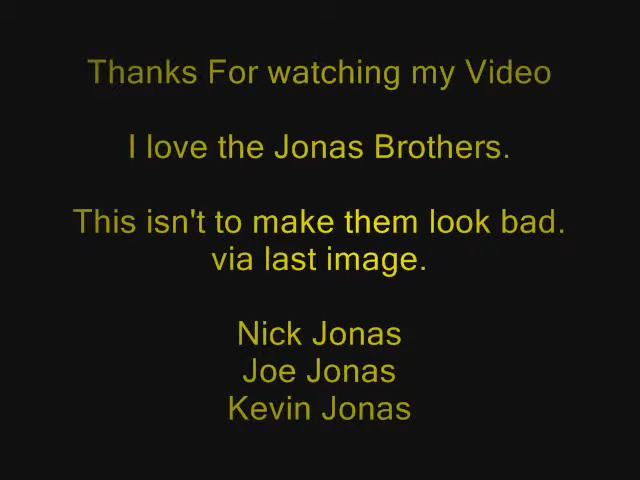 Thanks For watching my Video
I love the Jonas Brothers.
This isn't to make them look bad.
via last image.
Nick Jonas
Joe Jonas
Kevin Jonas